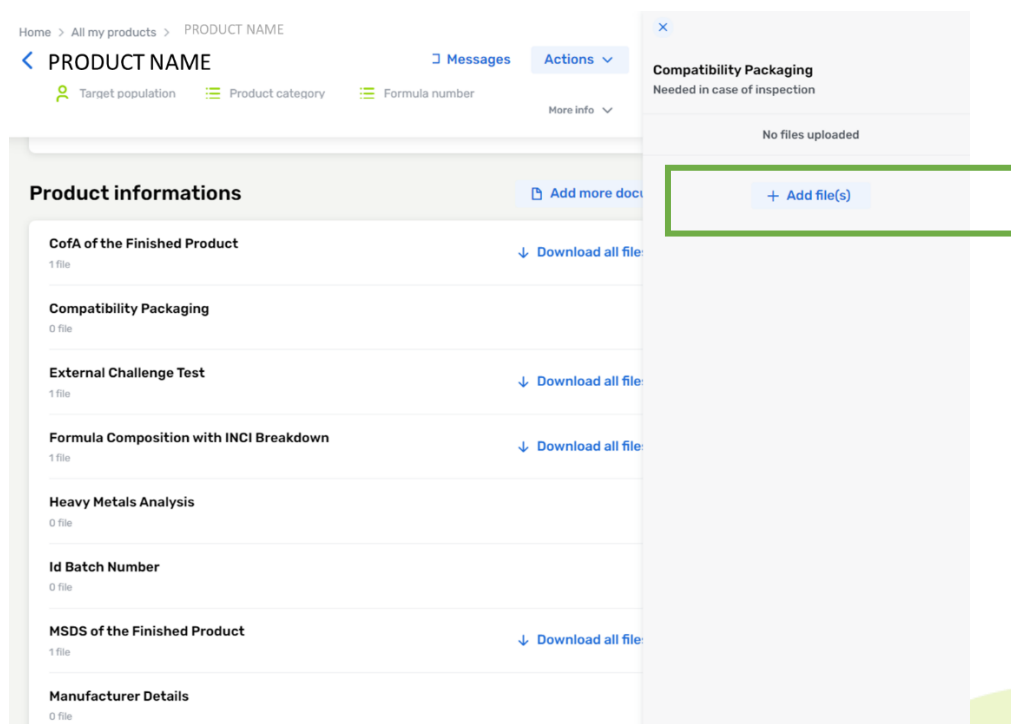 Home > All my products > PRODUCT NAME
PRODUCT NAME
Messages
Actions
Target population
Product category
Formula number
More info
Product informations
Add more docu
CofA of the Finished Product
1 file
Download all files
Compatibility Packaging
0 file
External Challenge Test
1 file
Download all files
Formula Composition with INCI Breakdown
1 file
Download all files
Heavy Metals Analysis
0 file
Id Batch Number
0 file
MSDS of the Finished Product
1 file
Download all files
Manufacturer Details
0 file
Compatibility Packaging
Needed in case of inspection
No files uploaded
+ Add file(s)